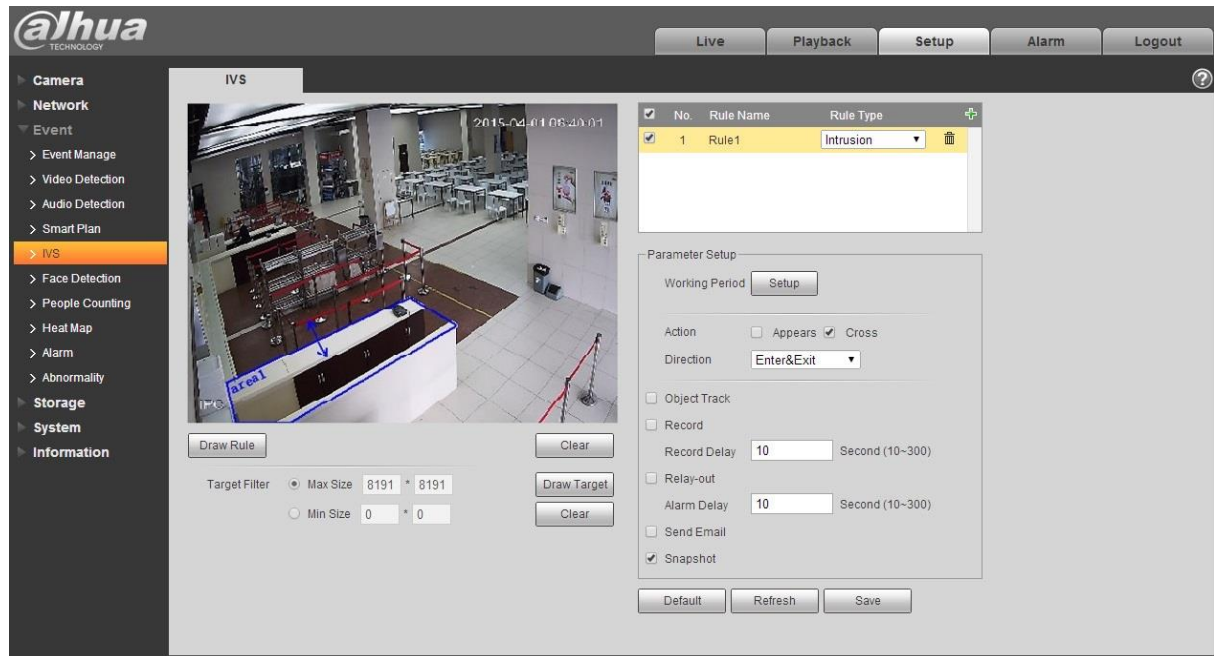 alhua
TECHNOLOGY
Live Playback Setup Alarm Logout
Camera
Network
Event
Event Manage
Video Detection
Audio Detection
Smart Plan
IVS
Face Detection
People Counting
Heat Map
Alarm
Abnormality
Storage
System
Information
IVS
2015-04-01 08:40:01
area1
IPC
Draw Rule Clear
Target Filter Max Size 8191 * 8191 Draw Target
Min Size 0 * 0 Clear
No. Rule Name Rule Type
1 Rule1 Intrusion
Parameter Setup
Working Period Setup
Action Appears Cross
Direction Enter&Exit
Object Track
Record
Record Delay 10 Second (10~300)
Relay-out
Alarm Delay 10 Second (10~300)
Send Email
Snapshot
Default Refresh Save